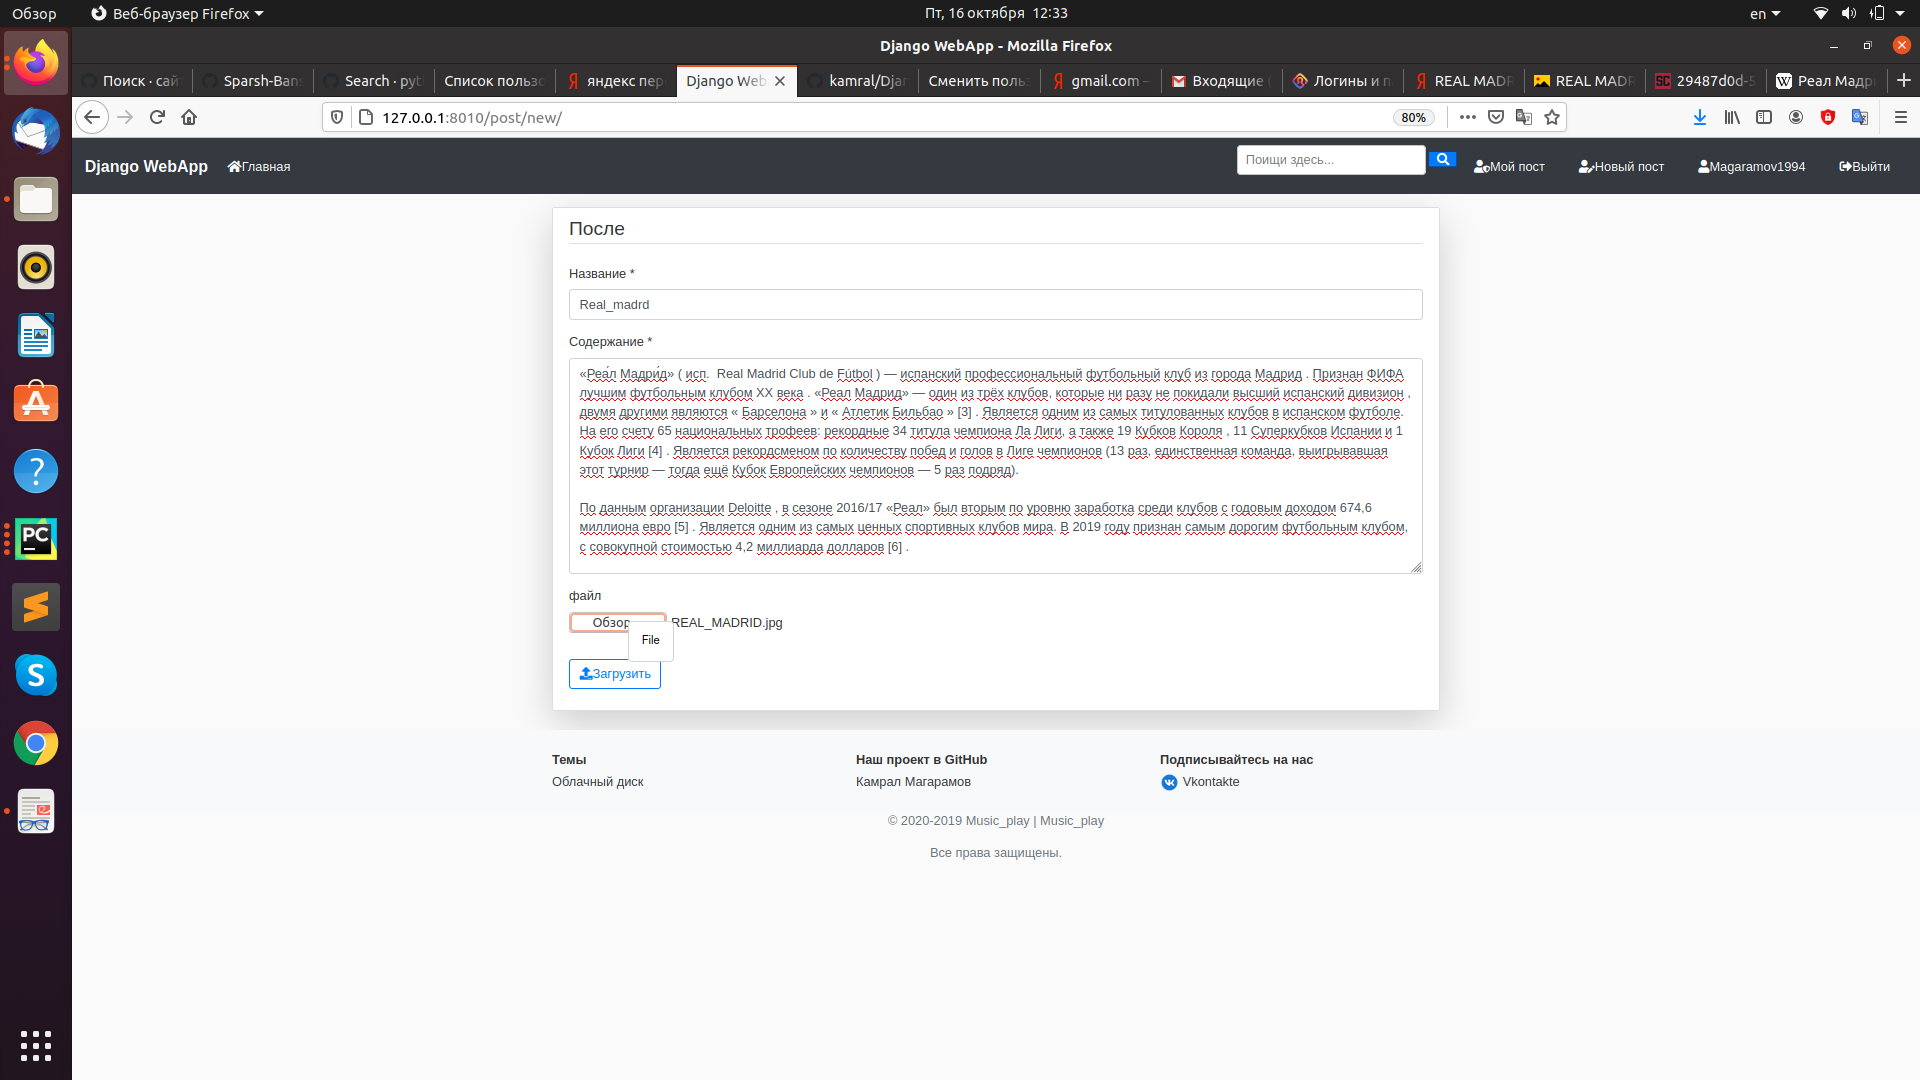 Обзор
Веб-браузер Firefox
Пт, 16 октября 12:33
en
Django WebApp - Mozilla Firefox
Поиск · сай
Sparsh-Ban
Search · pyt
Список польз
яндекс пер
Django Web
kamral/Djan
Сменить поль
gmail.com —
Входящие (
Логины и п
REAL MADR
REAL MADR
29487d0d-5
Реал Мадр
127.0.0.1:8010/post/new/
80%
Django WebApp
Главная
Поищи здесь...
Мой пост
Новый пост
Magaramov1994
Выйти
После
Название *
Real_madrd
Содержание *
«Реа́л Мадри́д» ( исп.  Real Madrid Club de Fútbol ) — испанский профессиональный футбольный клуб из города Мадрид . Признан ФИФА
лучшим футбольным клубом XX века . «Реал Мадрид» — один из трёх клубов, которые ни разу не покидали высший испанский дивизион ,
двумя другими являются « Барселона » и « Атлетик Бильбао » [3] . Является одним из самых титулованных клубов в испанском футболе.
На его счету 65 национальных трофеев: рекордные 34 титула чемпиона Ла Лиги, а также 19 Кубков Короля , 11 Суперкубков Испании и 1
Кубок Лиги [4] . Является рекордсменом по количеству побед и голов в Лиге чемпионов (13 раз, единственная команда, выигрывавшая
этот турнир — тогда ещё Кубок Европейских чемпионов — 5 раз подряд).
По данным организации Deloitte , в сезоне 2016/17 «Реал» был вторым по уровню заработка среди клубов с годовым доходом 674,6
миллиона евро [5] . Является одним из самых ценных спортивных клубов мира. В 2019 году признан самым дорогим футбольным клубом,
с совокупной стоимостью 4,2 миллиарда долларов [6] .
файл
Обзор
REAL_MADRID.jpg
File
Загрузить
Темы
Облачный диск
Наш проект в GitHub
Камрал Магарамов
Подписывайтесь на нас
Vkontakte
© 2020-2019 Music_play | Music_play
Все права защищены.